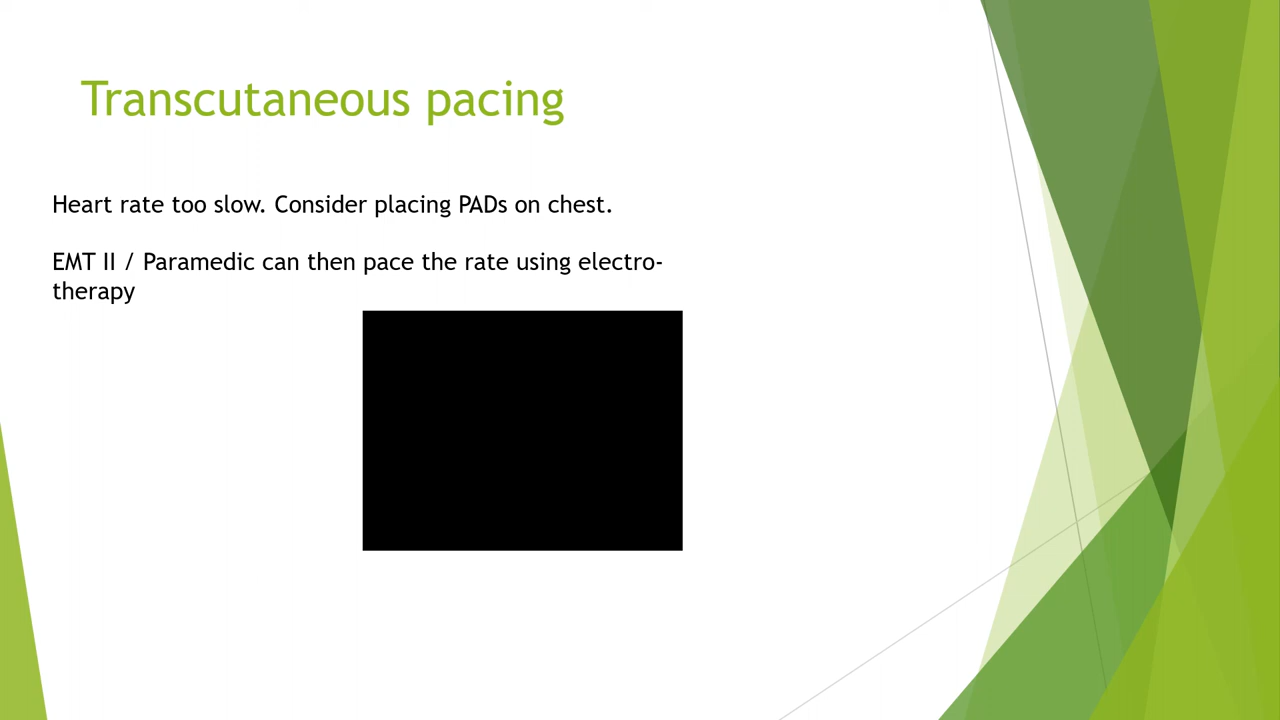 Transcutaneous pacing
Heart rate too slow. Consider placing PADs on chest.
EMT II / Paramedic can then pace the rate using electro-
therapy